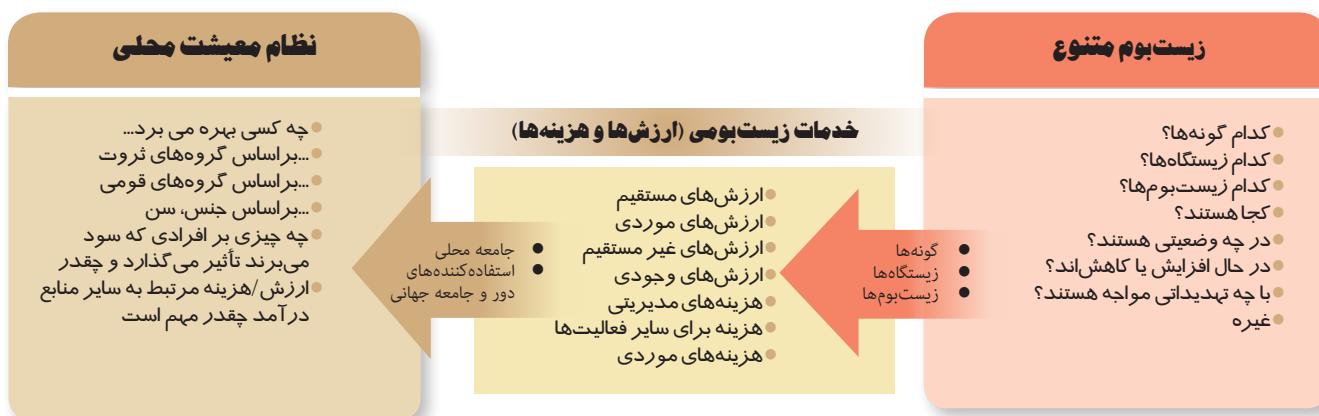 زیست‌بوم متنوع
کدام گونه‌ها؟
کدام زیستگاه‌ها؟
کدام زیست‌بوم‌ها؟
کجا هستند؟
در چه وضعیتی هستند؟
در حال افزایش یا کاهش‌اند؟
با چه تهدیداتی مواجه هستند؟
غیره
گونه‌ها
زیستگاه‌ها
زیست‌بوم‌ها
خدمات زیست‌بومی (ارزش‌ها و هزینه‌ها)
ارزش‌های مستقیم
ارزش‌های موردی
ارزش‌های غیر مستقیم
ارزش‌های وجودی
هزینه‌های مدیریتی
هزینه برای سایر فعالیت‌ها
هزینه‌های موردی
جامعه محلی
استفاده‌کننده‌های
دور و جامعه جهانی
نظام معیشت محلی
چه کسی بهره می برد...
...براساس گروه‌های ثروت
...براساس گروه‌های قومی
...براساس جنس، سن
چه چیزی بر افرادی که سود
می‌برند تأثیر می‌گذارد و چقدر
ارزش/هزینه مرتبط به سایر منابع
درآمد چقدر مهم است